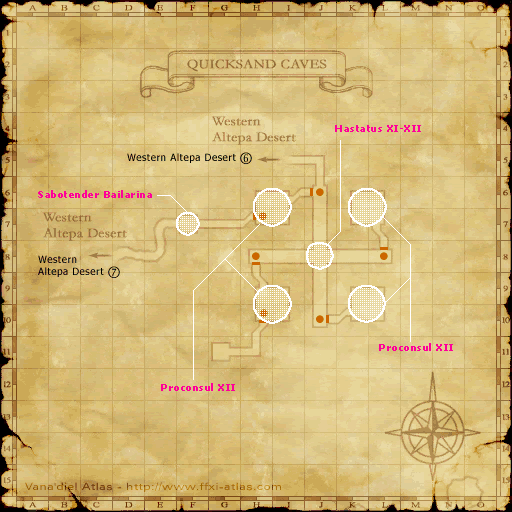 A B C D E F G H I J K L M N O
QUICKSAND CAVES
Western
Altepa Desert
Hastatus XI-XII
Western Altepa Desert ⑥
Sabotender Bailarina
Western
Altepa Desert
Western
Altepa Desert ⑦
Proconsul XII
Proconsul XII
Vana'diel Atlas - http://www.ffxi-atlas.com